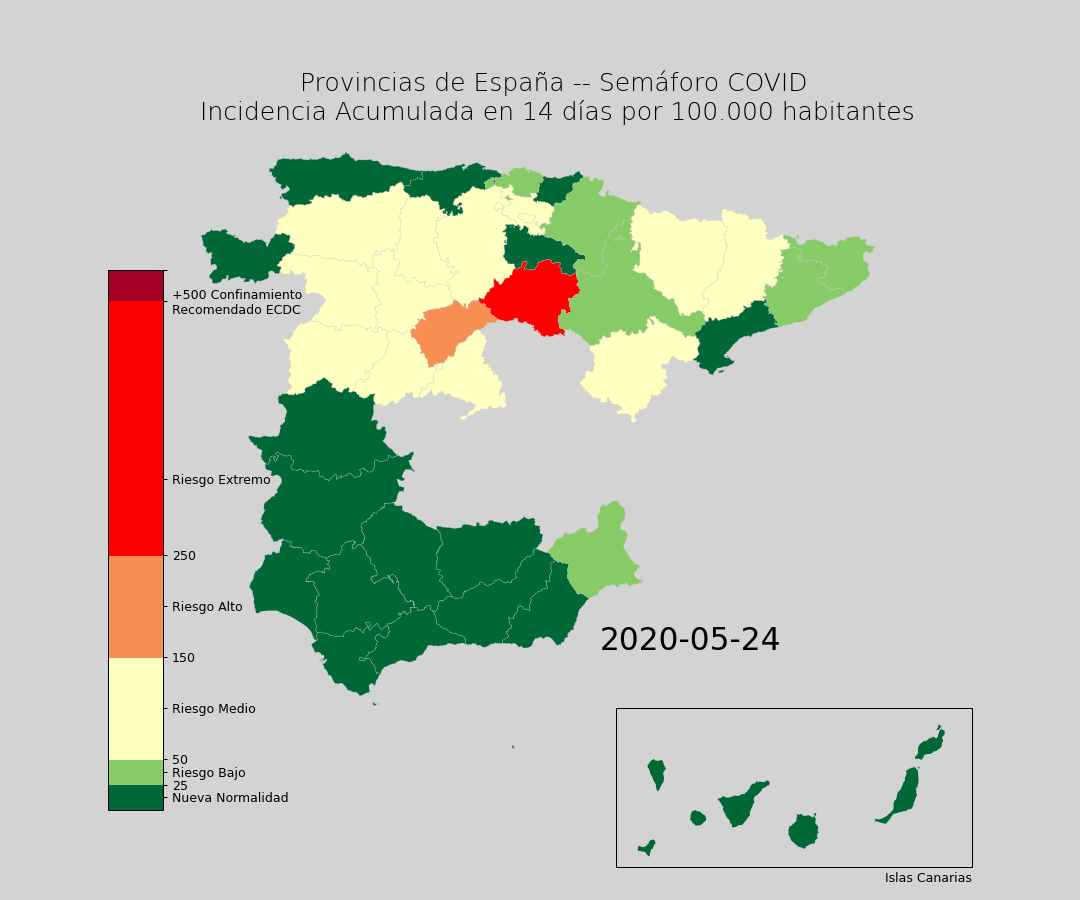 Provincias de España -- Semáforo COVID
Incidencia Acumulada en 14 días por 100.000 habitantes
+500 Confinamiento
Recomendado ECDC
Riesgo Extremo
250
Riesgo Alto
150
Riesgo Medio
50
Riesgo Bajo
25
Nueva Normalidad
2020-05-24
Islas Canarias